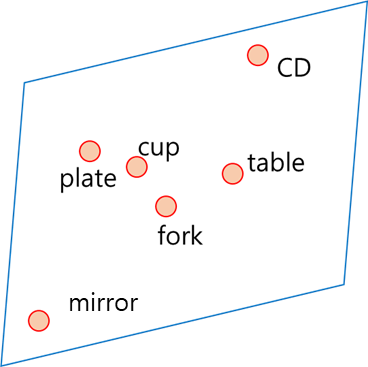 CD
cup
table
plate
fork
mirror